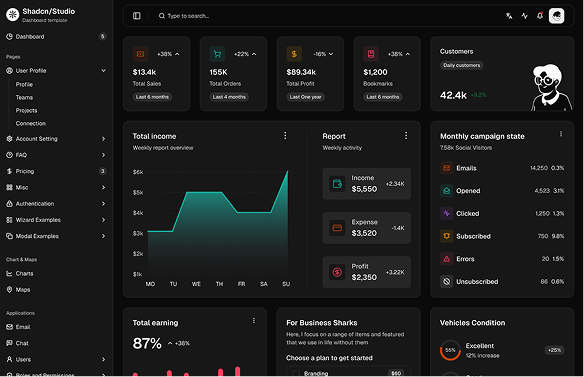 Shadcn/Studio
Dashboard template
Dashboard
5
Pages
User Profile
Profile
Teams
Projects
Connection
Account Setting
FAQ
Pricing
3
Misc
Authentication
Wizard Examples
Modal Examples
Chart & Maps
Charts
Maps
Applications
Email
Chat
Users
Roles and Permissions
Type to search...
+38%
$13.4k
Total Sales
Last 6 months
+22%
155K
Total Orders
Last 4 months
-16%
$89.34k
Total Profit
Last One year
+38%
$1,200
Bookmarks
Last 6 months
Customers
Daily customers
42.4k +9.2%
Total income
Weekly report overview
$6k
$5k
$4k
$3k
$2k
$1k
MO TU WE TH FR SA SU
Report
Weekly activity
Income
$5,550
+2.34K
Expense
$3,520
-1.4K
Profit
$2,350
+3.22K
Monthly campaign state
7.58k Social Visitors
Emails 14,250 0.3%
Opened 4,523 3.1%
Clicked 1,250 1.3%
Subscribed 750 9.8%
Errors 20 1.5%
Unsubscribed 86 0.6%
Total earning
87% +38%
For Business Sharks
Here, I focus on a range of items and featured
that we use in life without them
Choose a plan to get started
Branding $60
Vehicles Condition
55%
Excellent
12% increase
+25%